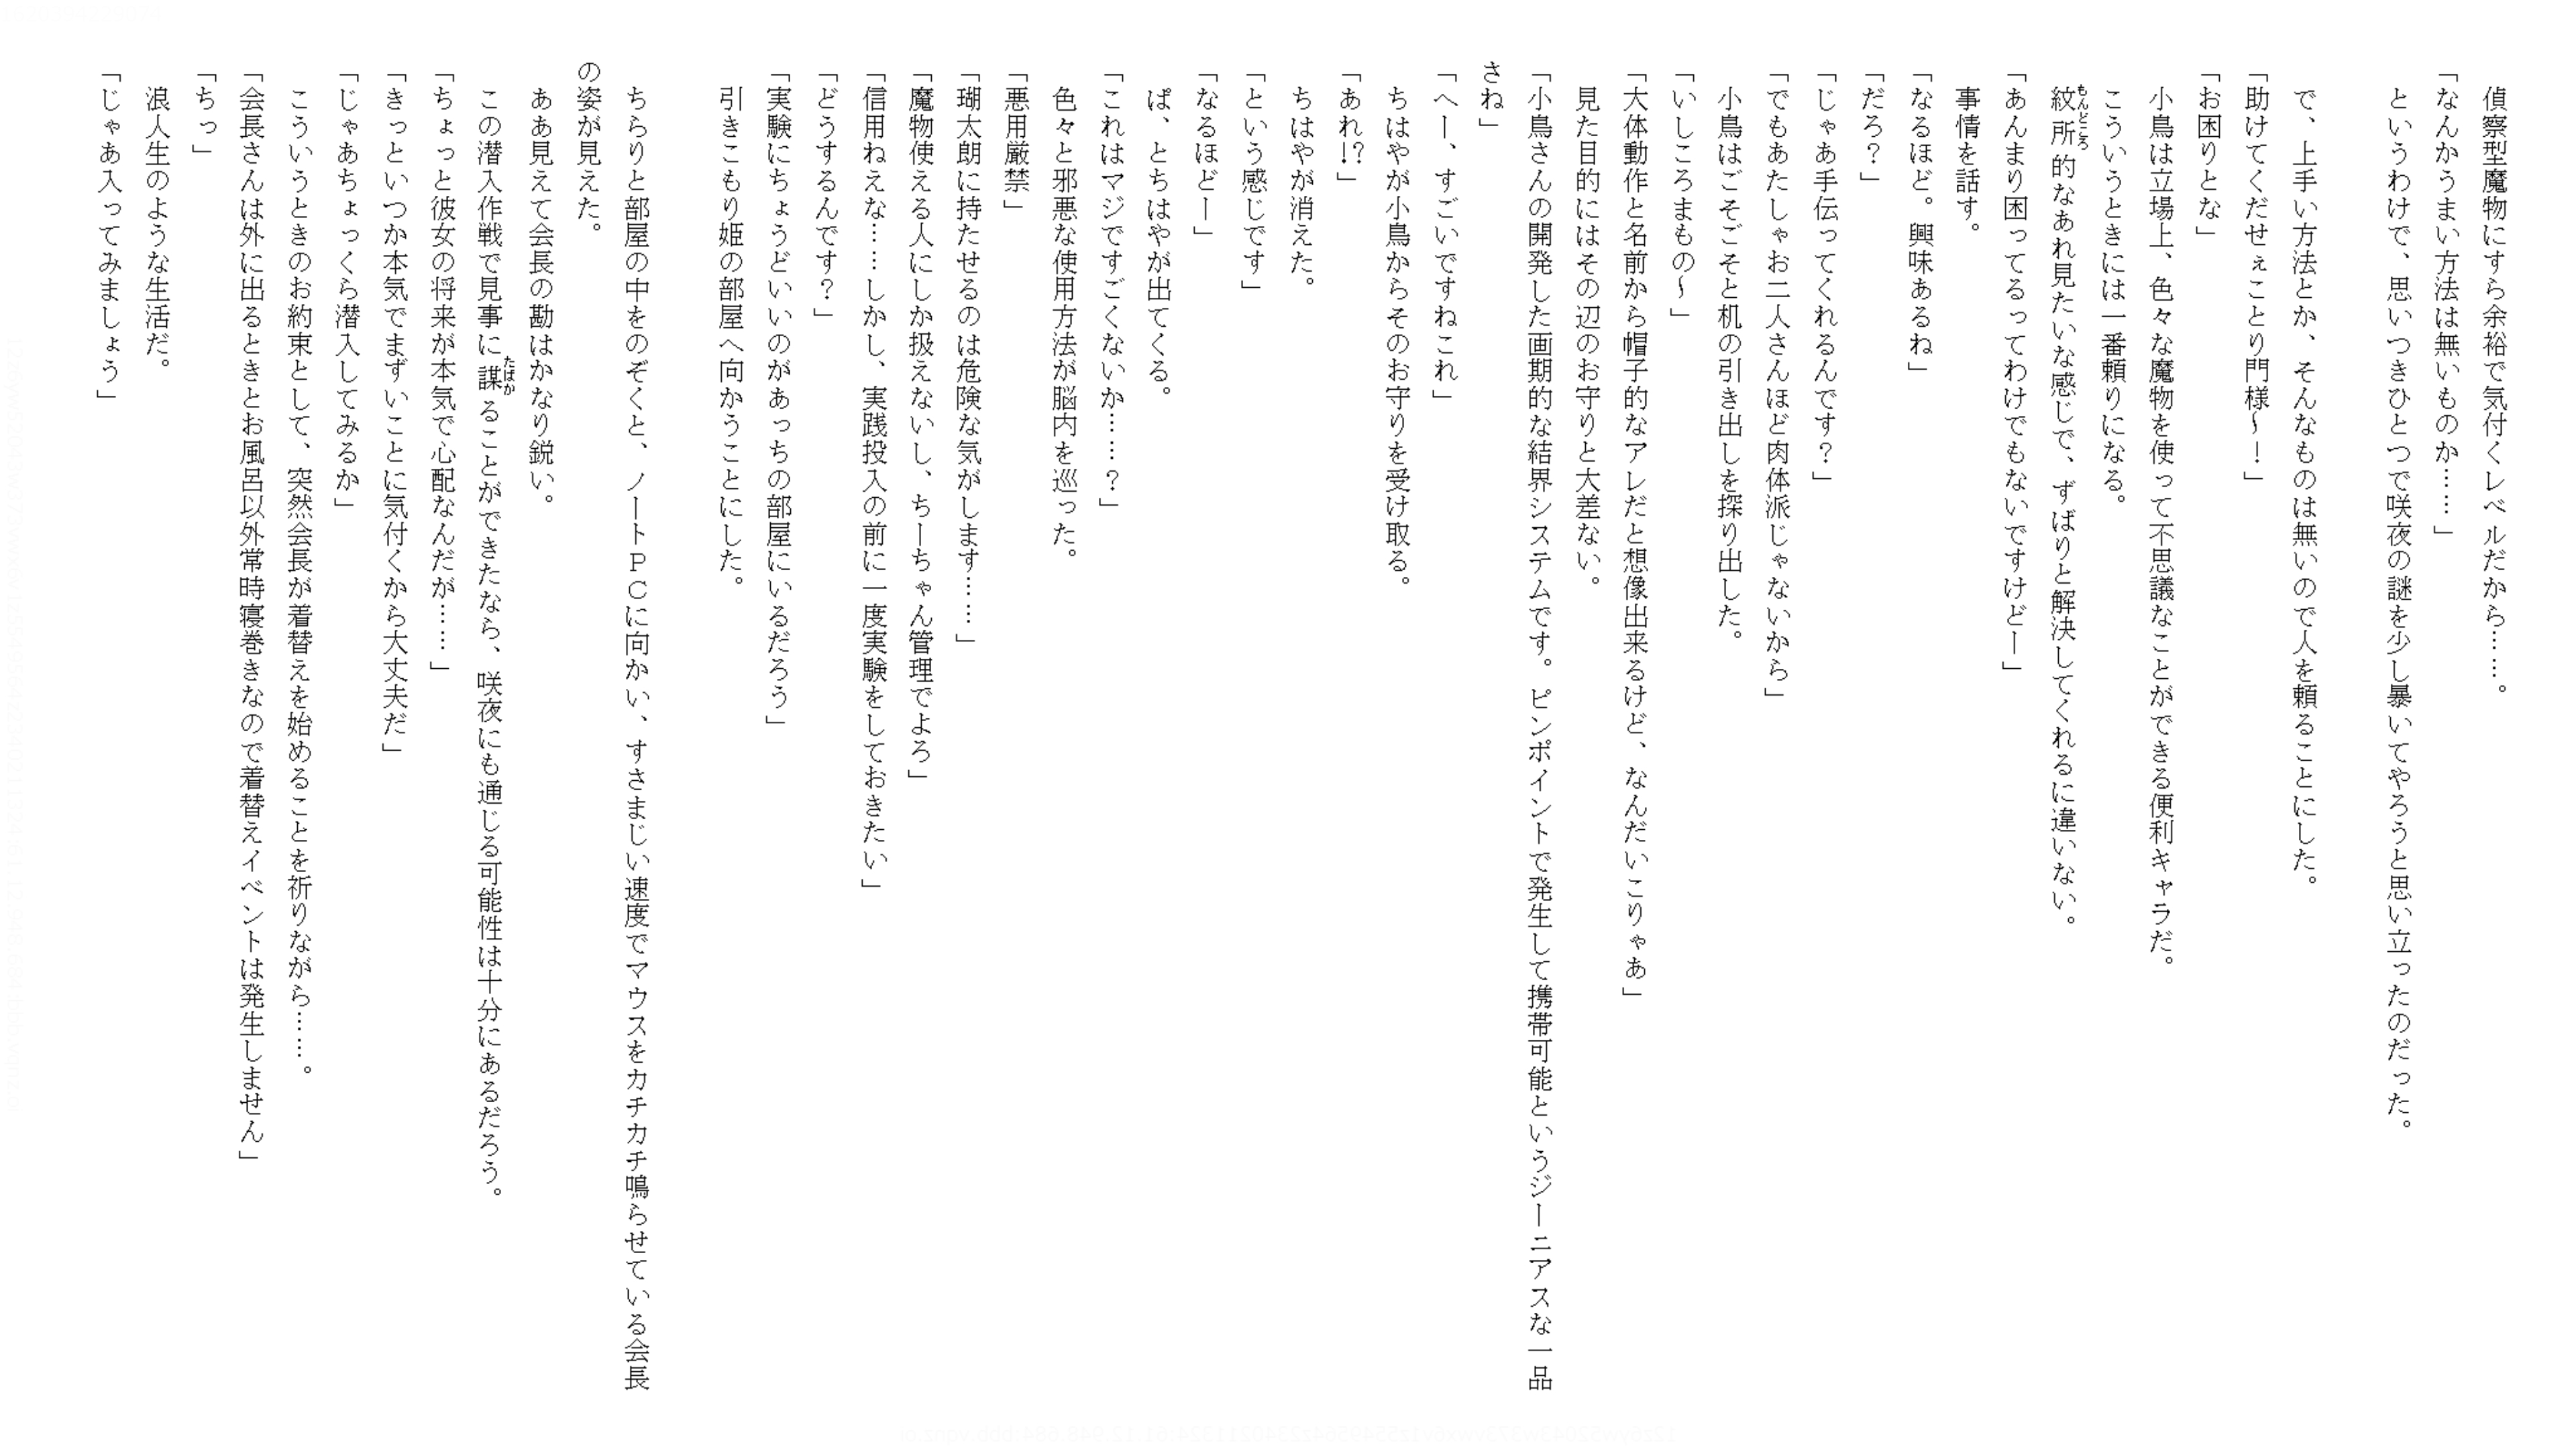 偵察型魔物にすら余裕で気付くレベルだから……。
「なんかうまい方法は無いものか……」
というわけで、思いつきひとつで咲夜の謎を少し暴いてやろうと思い立ったのだった。
で、上手い方法とか、そんなものは無いので人を頼ることにした。
「助けてくだせぇことり門様〜！」
「お困りとな」
小鳥は立場上、色々な魔物を使って不思議なことができる便利キャラだ。
こういうときには一番頼りになる。
紋所的なあれ見たいな感じで、ずばりと解決してくれるに違いない。
もんどころ
「あんまり困ってるってわけでもないですけどー」
事情を話す。
「なるほど。興味あるね」
「だろ？」
「じゃあ手伝ってくれるんです？」
「でもあたしゃお二人さんほど肉体派じゃないから」
小鳥はごそごそと机の引き出しを探り出した。
「いしころまもの〜」
「大体動作と名前から帽子的なアレだと想像出来るけど、なんだいこりゃあ」
見た目的にはその辺のお守りと大差ない。
「小鳥さんの開発した画期的な結界システムです。ピンポイントで発生して携帯可能というジーニアスな一品
さね」
「へー、すごいですねこれ」
ちはやが小鳥からそのお守りを受け取る。
「あれ!?」
ちはやが消えた。
「という感じです」
「なるほどー」
ぱ、とちはやが出てくる。
「これはマジですごくないか……？」
色々と邪悪な使用方法が脳内を巡った。
「悪用厳禁」
「瑚太朗に持たせるのは危険な気がします……」
「魔物使える人にしか扱えないし、ちーちゃん管理でよろ」
「信用ねえな……しかし、実践投入の前に一度実験をしておきたい」
「どうするんです？」
「実験にちょうどいいのがあっちの部屋にいるだろう」
引きこもり姫の部屋へ向かうことにした。
ちらりと部屋の中をのぞくと、ノートＰＣに向かい、すさまじい速度でマウスをカチカチ鳴らせている会長
の姿が見えた。
ああ見えて会長の勘はかなり鋭い。
この潜入作戦で見事に謀ることができたなら、咲夜にも通じる可能性は十分にあるだろう。
たばか
「ちょっと彼女の将来が本気で心配なんだが……」
「きっといつか本気でまずいことに気付くから大丈夫だ」
「じゃあちょっくら潜入してみるか」
こういうときのお約束として、突然会長が着替えを始めることを祈りながら……。
「会長さんは外に出るときとお風呂以外常時寝巻きなので着替えイベントは発生しません」
「ちっ」
浪人生のような生活だ。
「じゃあ入ってみましょう」